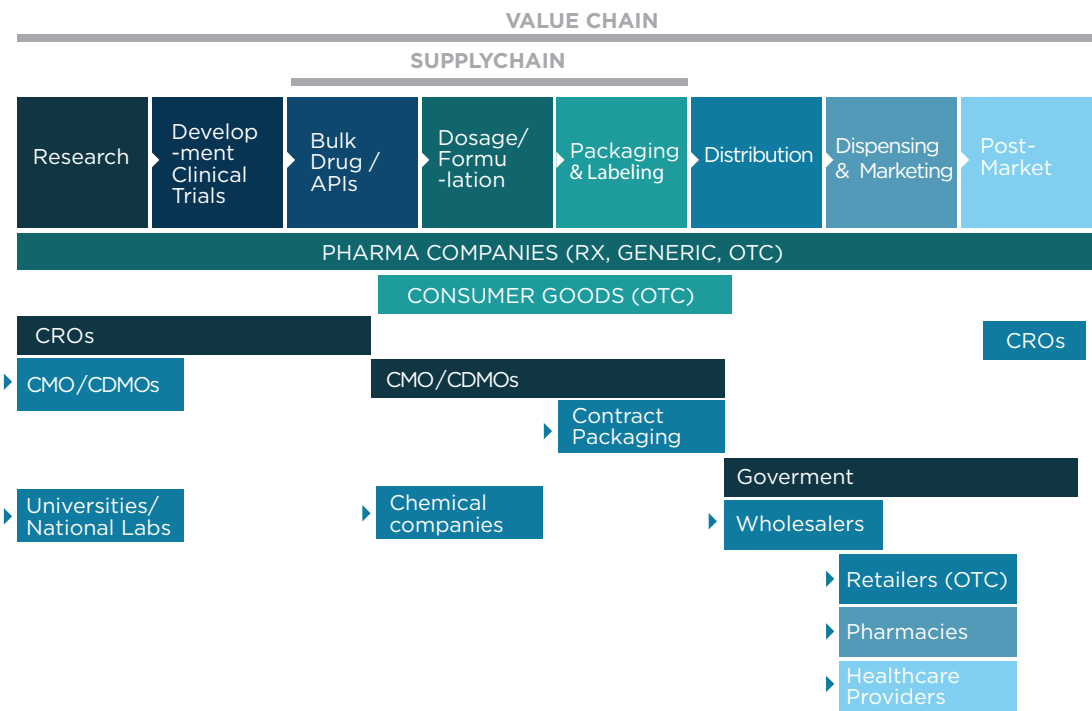 VALUE CHAIN
SUPPLYCHAIN
Research
Develop
-ment
Clinical
Trials
Bulk
Drug /
APIs
Dosage/
Formu
-lation
Packaging
& Labeling
Distribution
Dispensing
& Marketing
Post-
Market
PHARMA COMPANIES (RX, GENERIC, OTC)
CONSUMER GOODS (OTC)
CROs
CROs
CMO/CDMOs
CMO/CDMOs
Contract
Packaging
Goverment
Universities/
National Labs
Chemical
companies
Wholesalers
Retailers (OTC)
Pharmacies
Healthcare
Providers